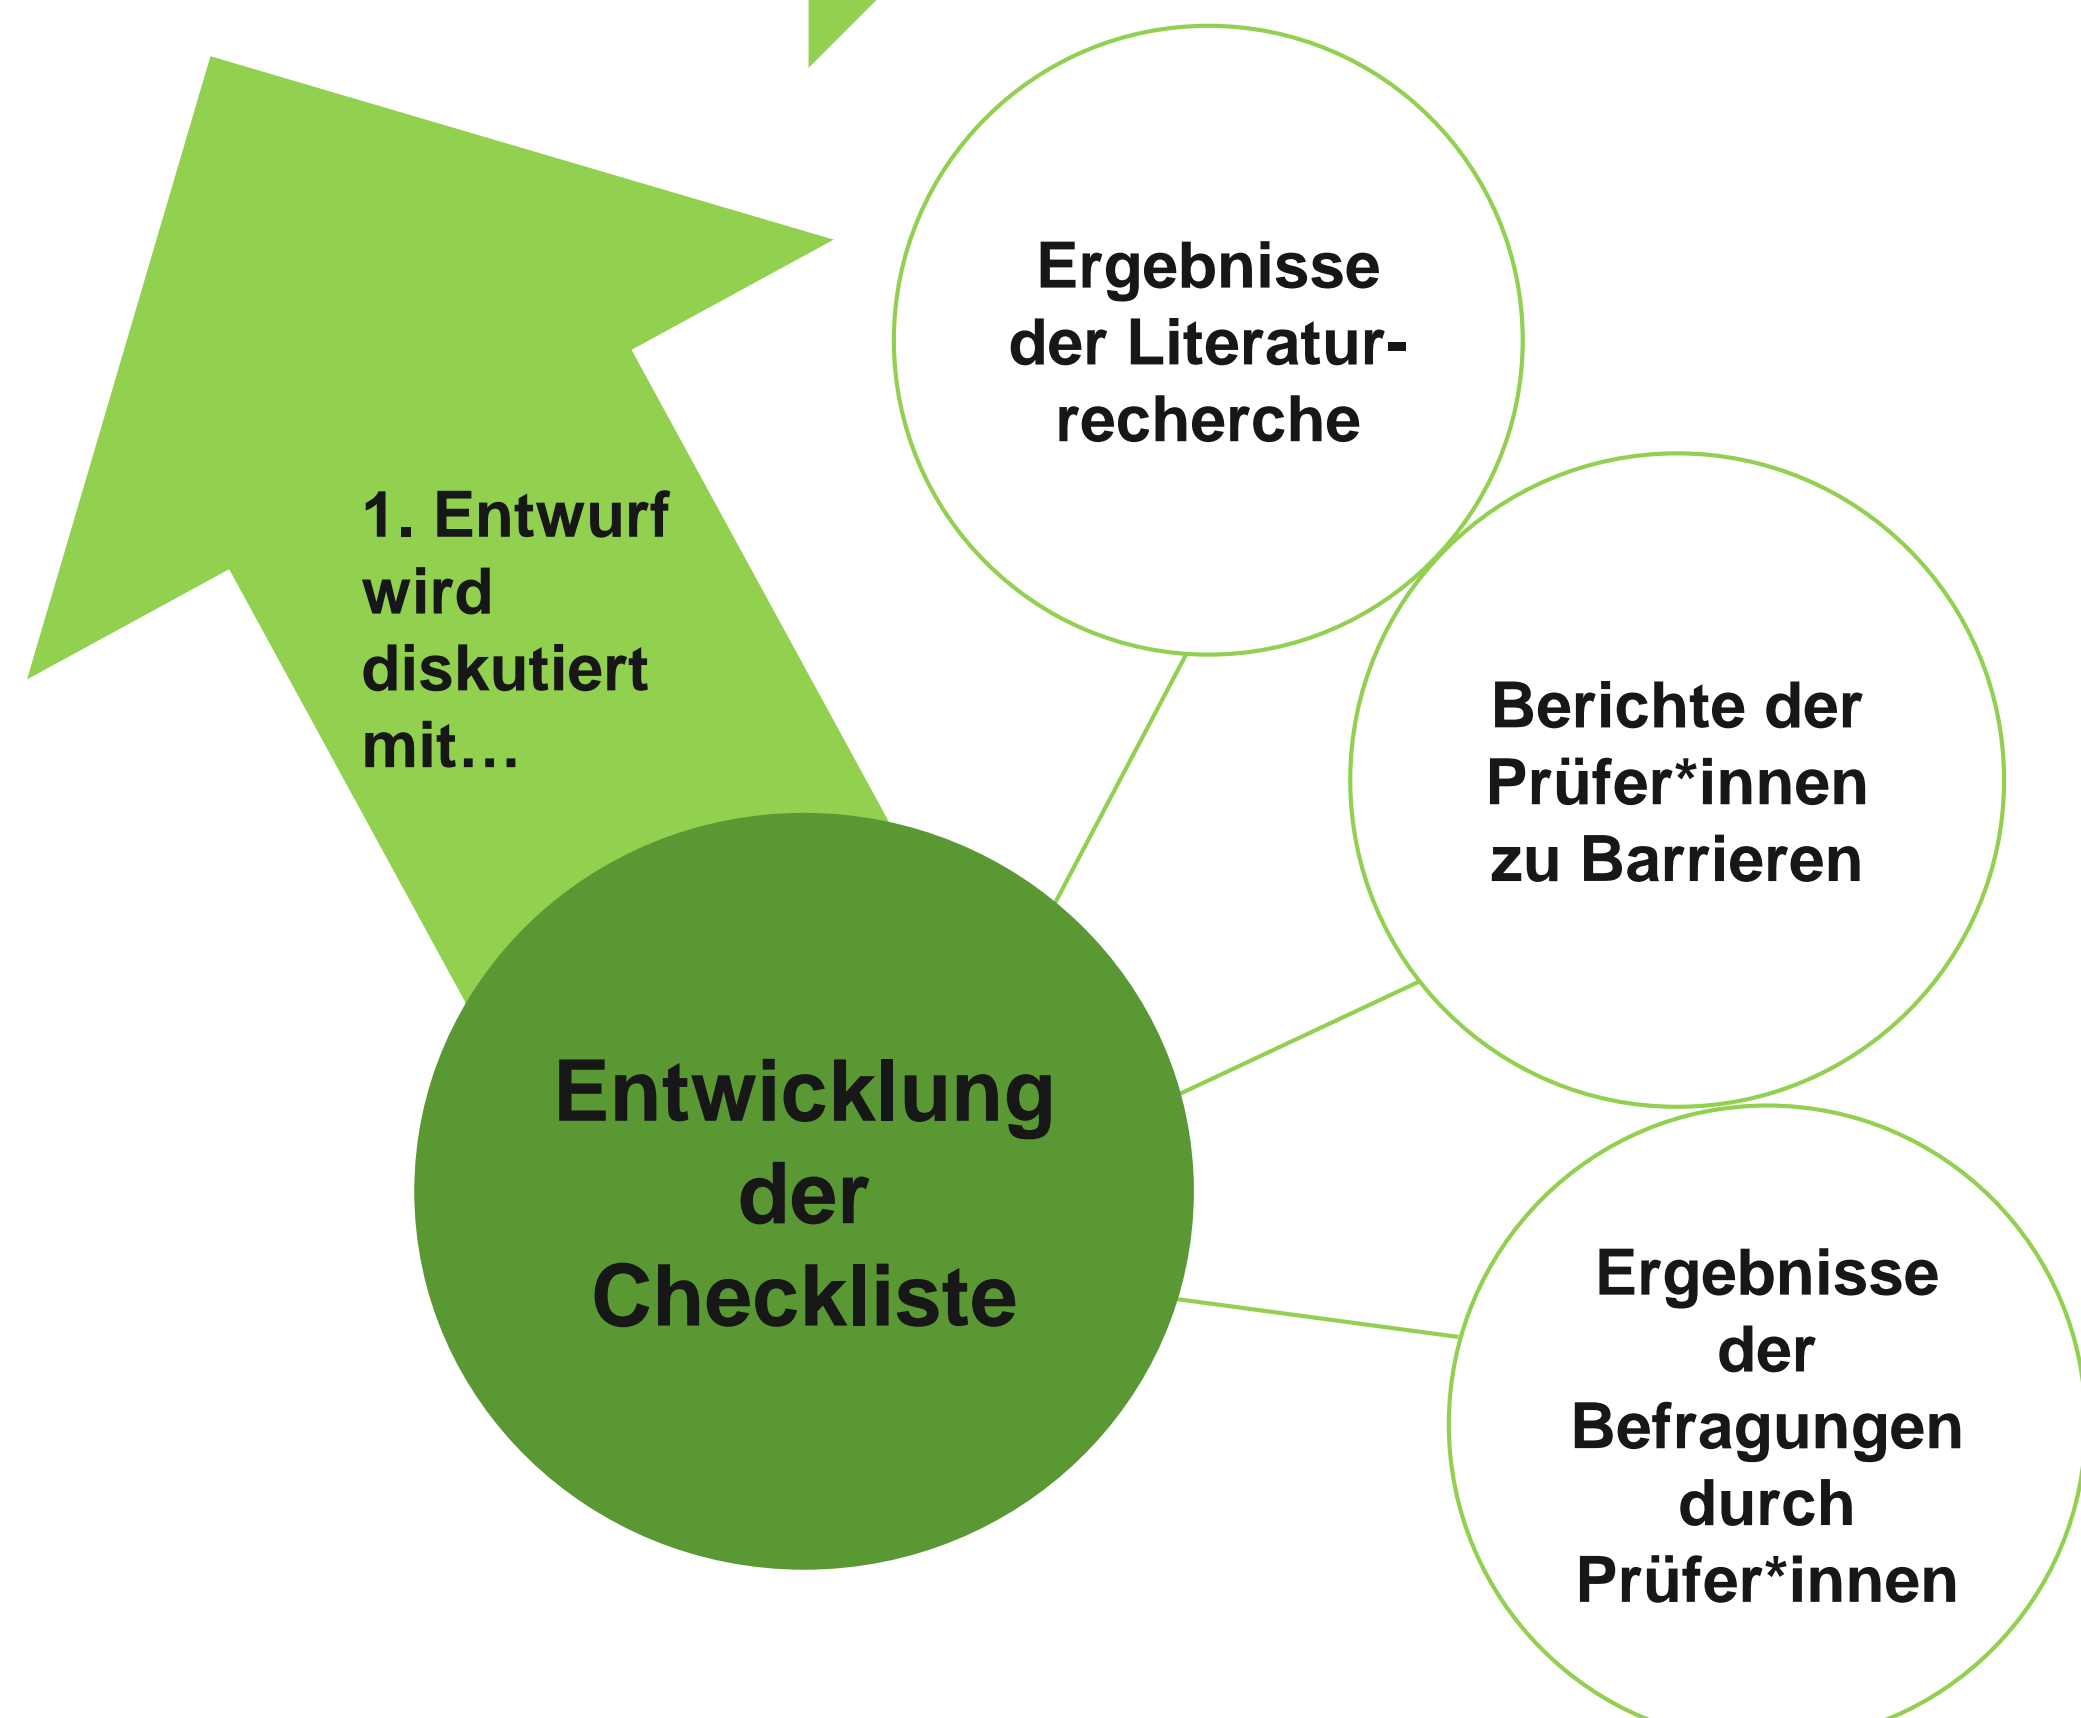 Ergebnisse
der Literatur-
recherche
1. Entwurf
wird
diskutiert
mit…
Berichte der
Prüfer*innen
zu Barrieren
Entwicklung
der
Checkliste
Ergebnisse
der
Befragungen
durch
Prüfer*innen